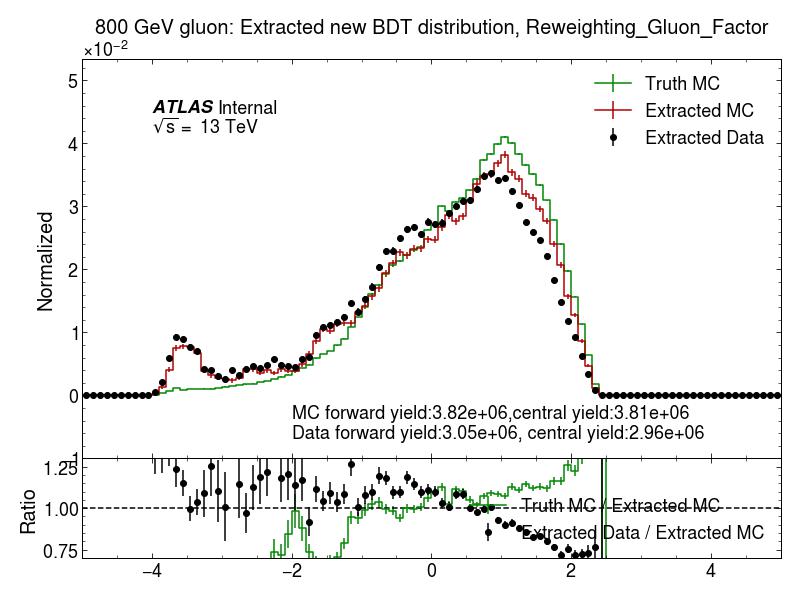 800 GeV gluon: Extracted new BDT distribution, Reweighting_Gluon_Factor
×10⁻²
ATLAS Internal
√s = 13 TeV
Truth MC
Extracted MC
Extracted Data
Normalized
5
4
3
2
1
0
MC forward yield:3.82e+06,central yield:3.81e+06
Data forward yield:3.05e+06, central yield:2.96e+06
Ratio
1.25
1.00
0.75
Truth MC / Extracted MC
Extracted Data / Extracted MC
−4
−2
0
2
4